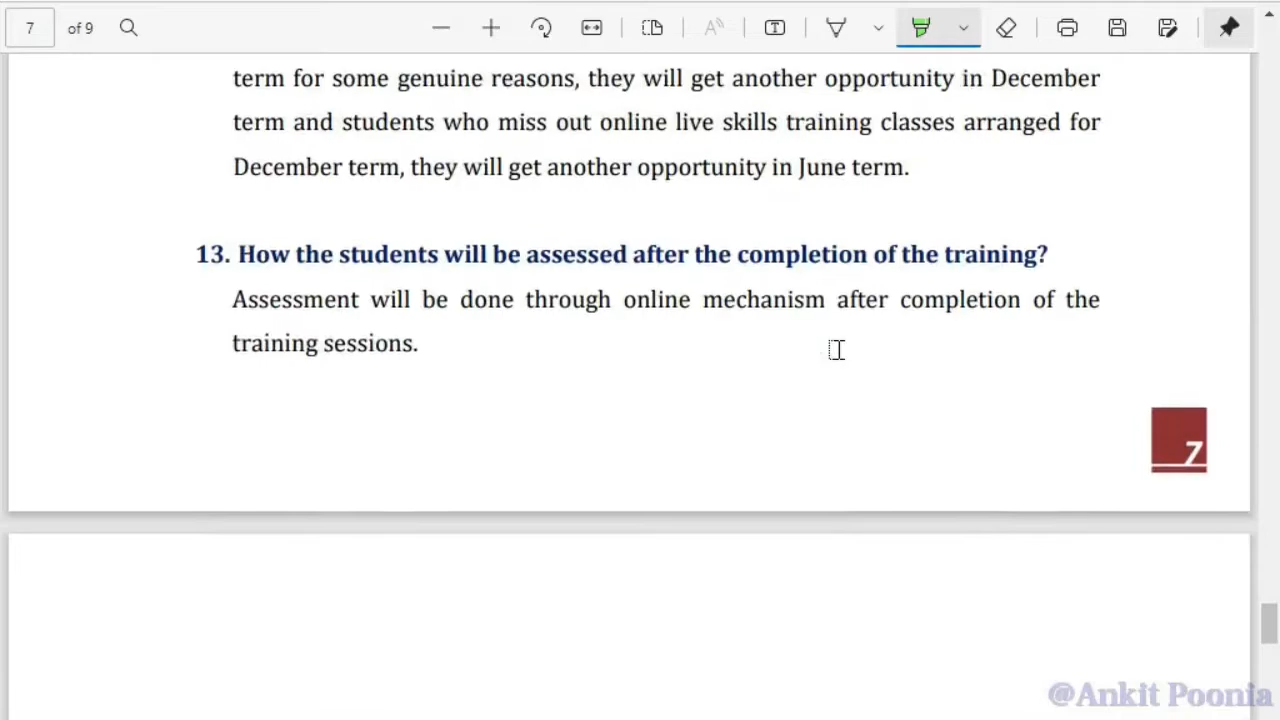 7 of 9
term for some genuine reasons, they will get another opportunity in December
term and students who miss out online live skills training classes arranged for
December term, they will get another opportunity in June term.
13. How the students will be assessed after the completion of the training?
Assessment will be done through online mechanism after completion of the
training sessions.
7
@Ankit Poonia